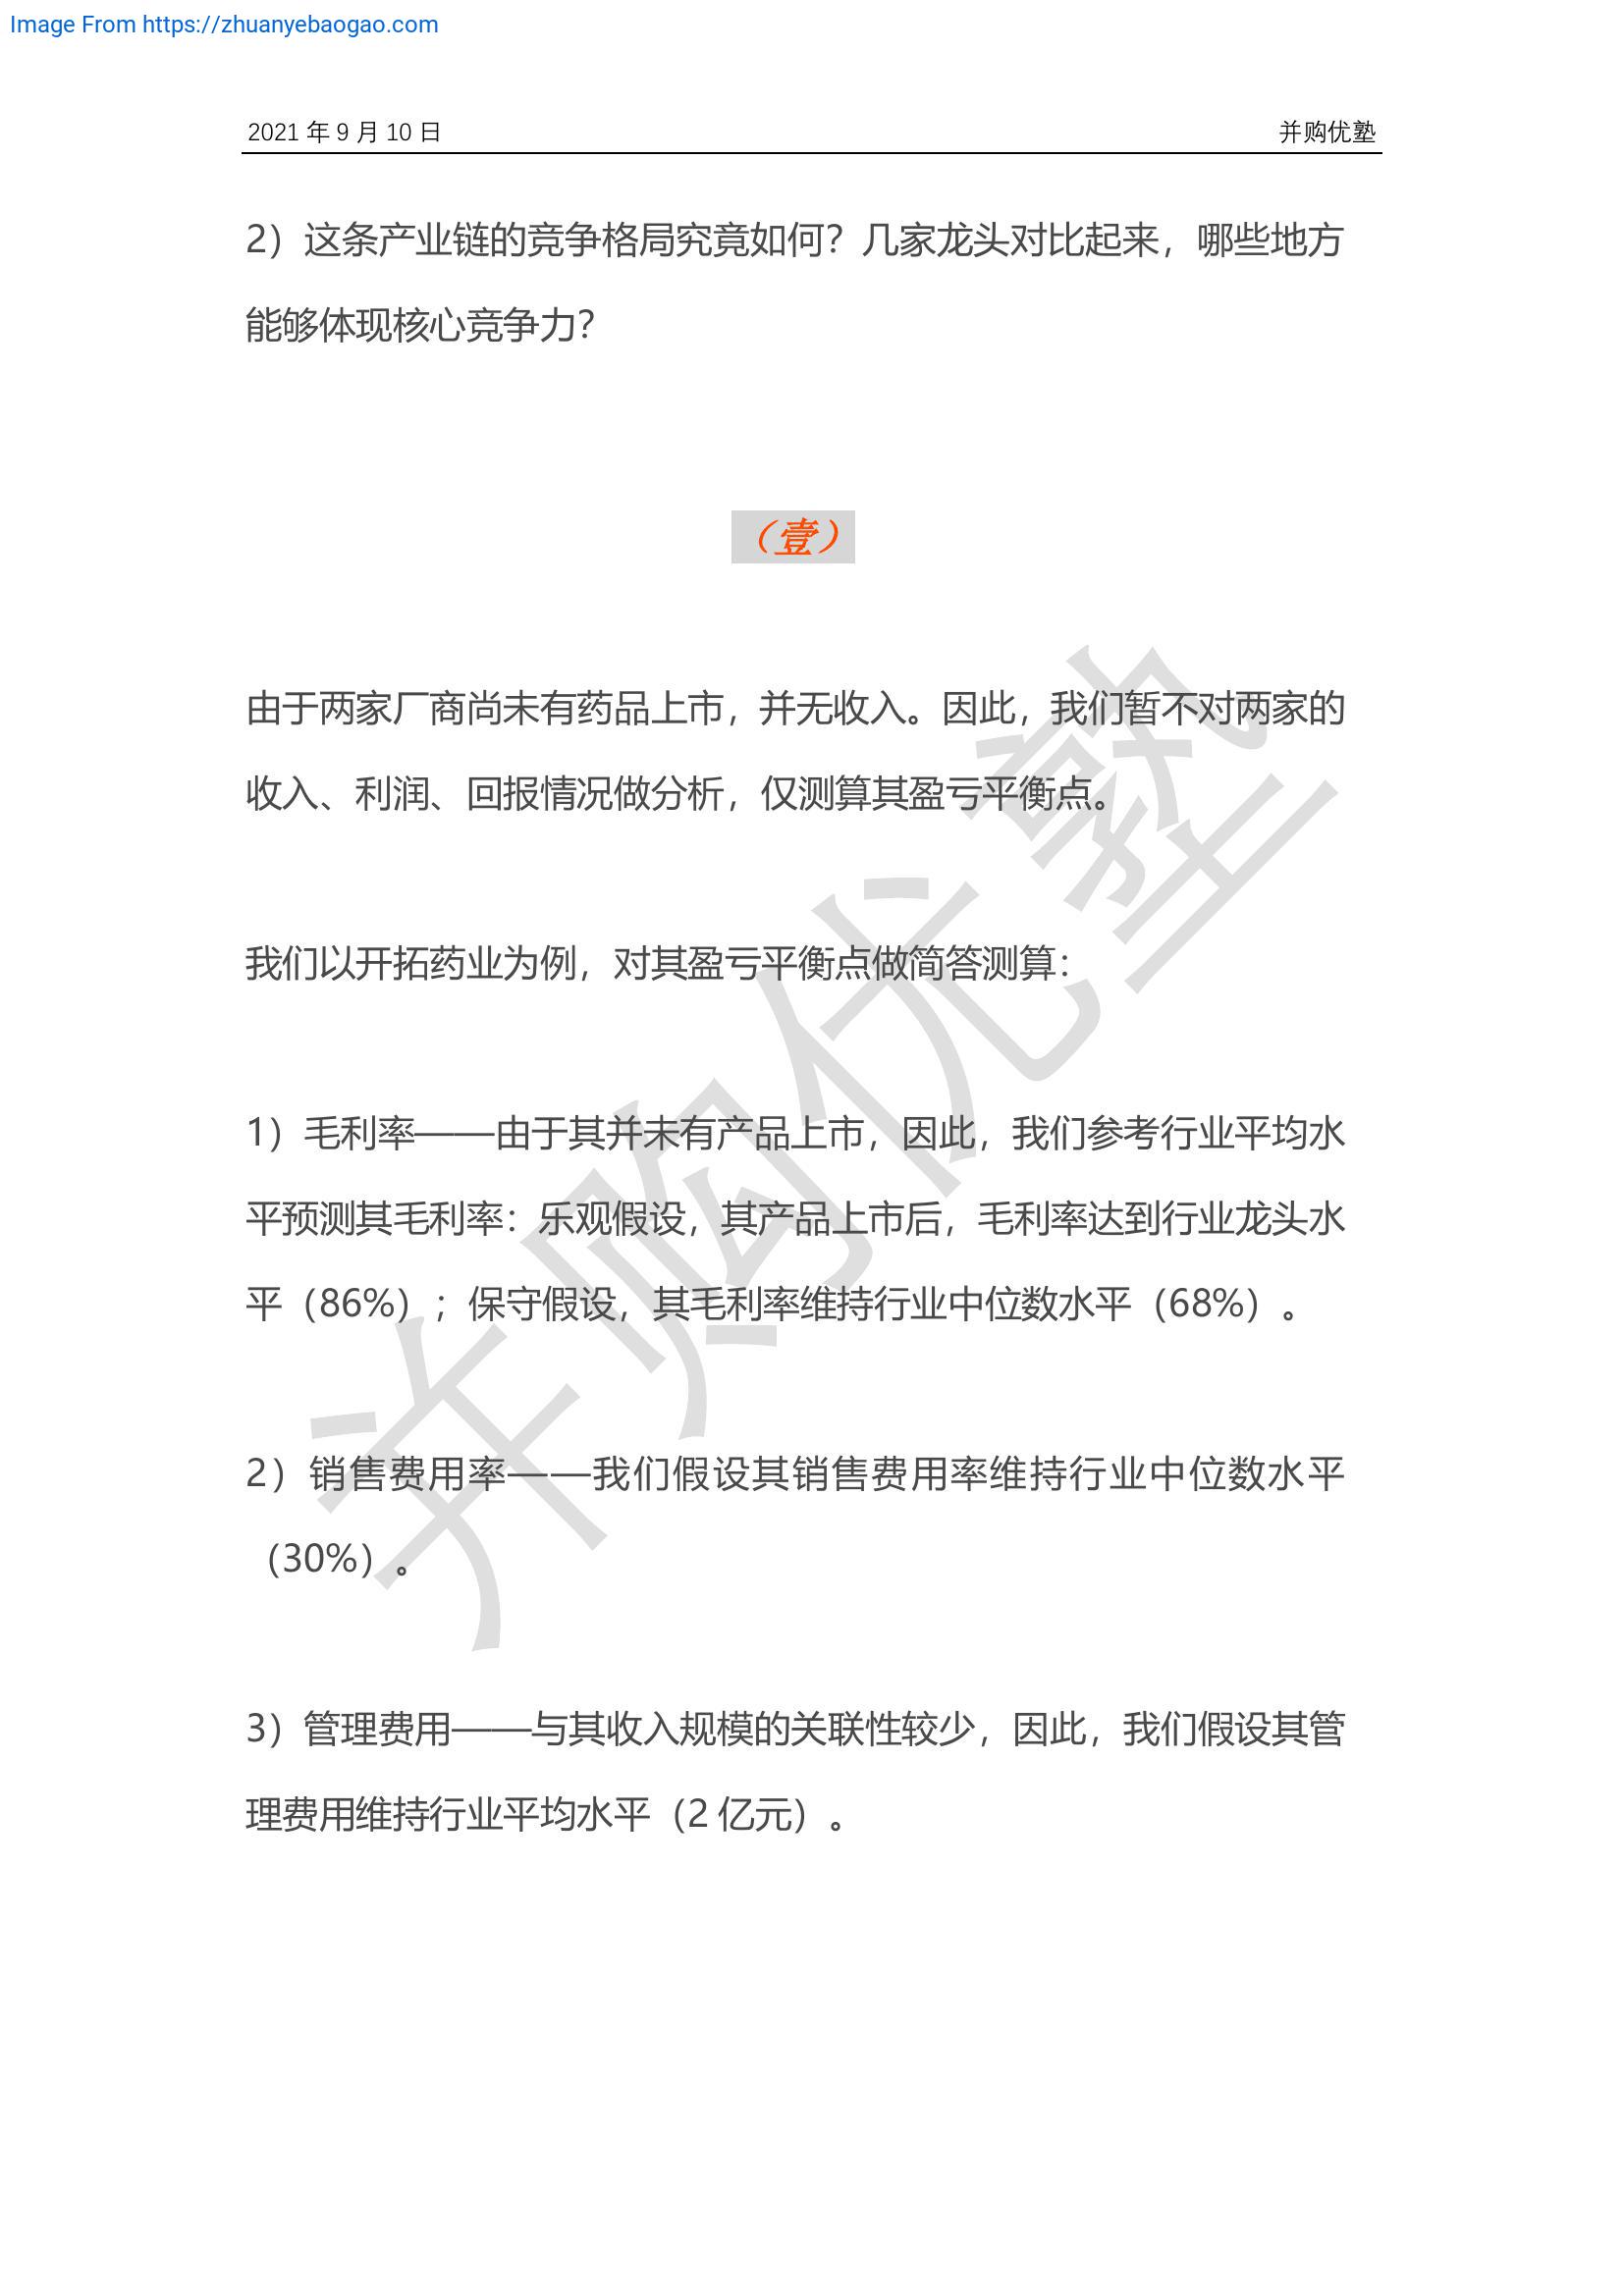 Image From https://zhuanyebaogao.com
2021 年 9 月 10 日 并购优塾
2）这条产业链的竞争格局究竟如何？几家龙头对比起来，哪些地方
能够体现核心竞争力？
（壹）
由于两家厂商尚未有药品上市，并无收入。因此，我们暂不对两家的
收入、利润、回报情况做分析，仅测算其盈亏平衡点。
我们以开拓药业为例，对其盈亏平衡点做简答测算：
1）毛利率——由于其并未有产品上市，因此，我们参考行业平均水
平预测其毛利率：乐观假设，其产品上市后，毛利率达到行业龙头水
平（86%）；保守假设，其毛利率维持行业中位数水平（68%）。
2）销售费用率——我们假设其销售费用率维持行业中位数水平
（30%）。
3）管理费用——与其收入规模的关联性较少，因此，我们假设其管
理费用维持行业平均水平（2 亿元）。
并购优塾